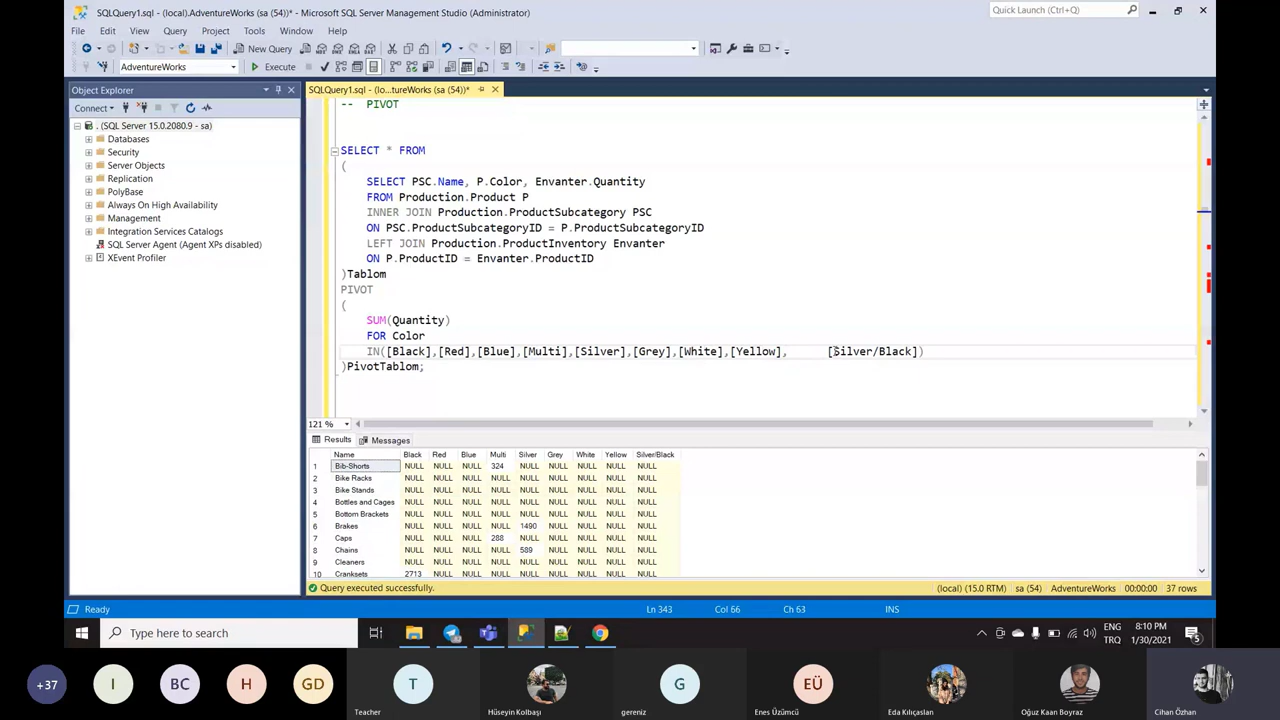 SQLQuery1.sql - (local).AdventureWorks (sa (54))* - Microsoft SQL Server Management Studio (Administrator)
Quick Launch (Ctrl+Q)
File Edit View Query Project Tools Window Help
New Query
AdventureWorks
Execute
Object Explorer
SQLQuery1.sql - (lo...tureWorks (sa (54))*
Connect
. (SQL Server 15.0.2080.9 - sa)
Databases
Security
Server Objects
Replication
PolyBase
Always On High Availability
Management
Integration Services Catalogs
SQL Server Agent (Agent XPs disabled)
XEvent Profiler
-- PIVOT
SELECT * FROM
(
SELECT PSC.Name, P.Color, Envanter.Quantity
FROM Production.Product P
INNER JOIN Production.ProductSubcategory PSC
ON PSC.ProductSubcategoryID = P.ProductSubcategoryID
LEFT JOIN Production.ProductInventory Envanter
ON P.ProductID = Envanter.ProductID
)Tablom
PIVOT
(
SUM(Quantity)
FOR Color
IN([Black],[Red],[Blue],[Multi],[Silver],[Grey],[White],[Yellow], [Silver/Black])
)PivotTablom;
121 %
Results Messages
Name Black Red Blue Multi Silver Grey White Yellow Silver/Black
1 Bib-Shorts NULL NULL NULL 324 NULL NULL NULL NULL NULL
2 Bike Racks NULL NULL NULL NULL NULL NULL NULL NULL NULL
3 Bike Stands NULL NULL NULL NULL NULL NULL NULL NULL NULL
4 Bottles and Cages NULL NULL NULL NULL NULL NULL NULL NULL NULL
5 Bottom Brackets NULL NULL NULL NULL NULL NULL NULL NULL NULL
6 Brakes NULL NULL NULL NULL 1490 NULL NULL NULL NULL
7 Caps NULL NULL NULL 288 NULL NULL NULL NULL NULL
8 Chains NULL NULL NULL NULL 589 NULL NULL NULL NULL
9 Cleaners NULL NULL NULL NULL NULL NULL NULL NULL NULL
10 Cranksets 2713 NULL NULL NULL NULL NULL NULL NULL NULL
Query executed successfully.
(local) (15.0 RTM) sa (54) AdventureWorks 00:00:00 37 rows
Ready
Ln 343 Col 66 Ch 63 INS
Type here to search
ENG
TRQ
8:10 PM
1/30/2021
5
+37 I BC H GD T G EÜ
Teacher Hüseyin Kolbaşı gereniz Enes Üzümcü Eda Kılıçaslan Oğuz Kaan Boyraz Cihan Özhan